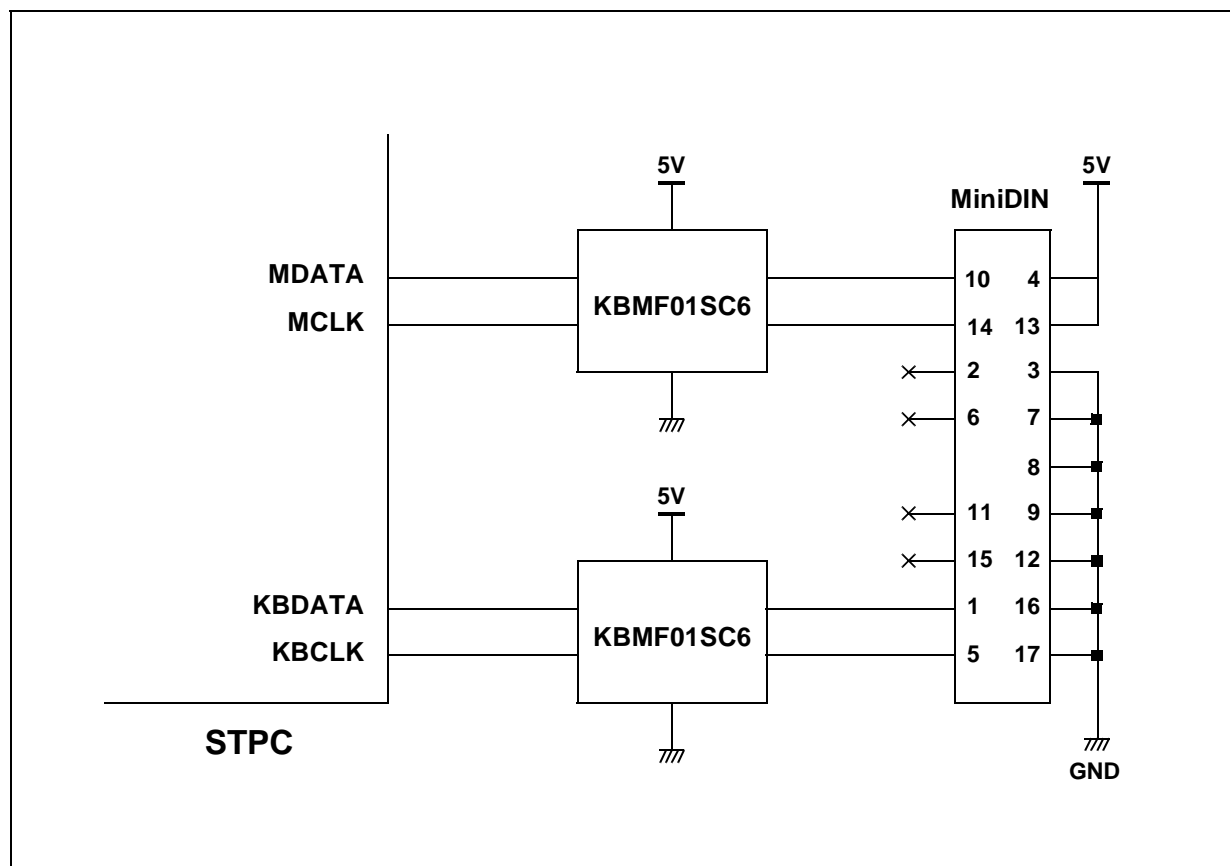 5V
5V
MiniDIN
MDATA
KBMF01SC6
10 4
MCLK
14 13
2 3
6 7
8
5V
11 9
15 12
KBDATA
KBMF01SC6
1 16
KBCLK
5 17
STPC
GND